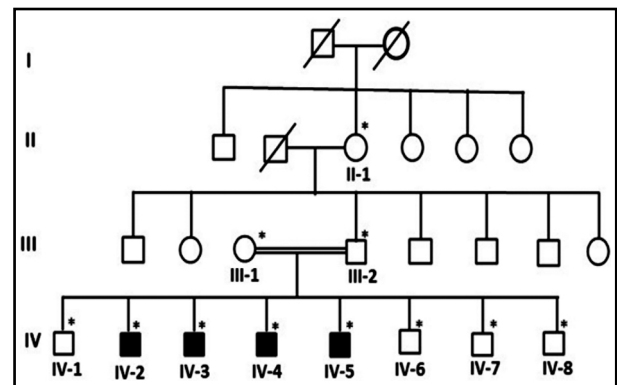 I
*
II
II-1
* *
III
III-1 III-2
* * * * * * * *
IV
IV-1 IV-2 IV-3 IV-4 IV-5 IV-6 IV-7 IV-8